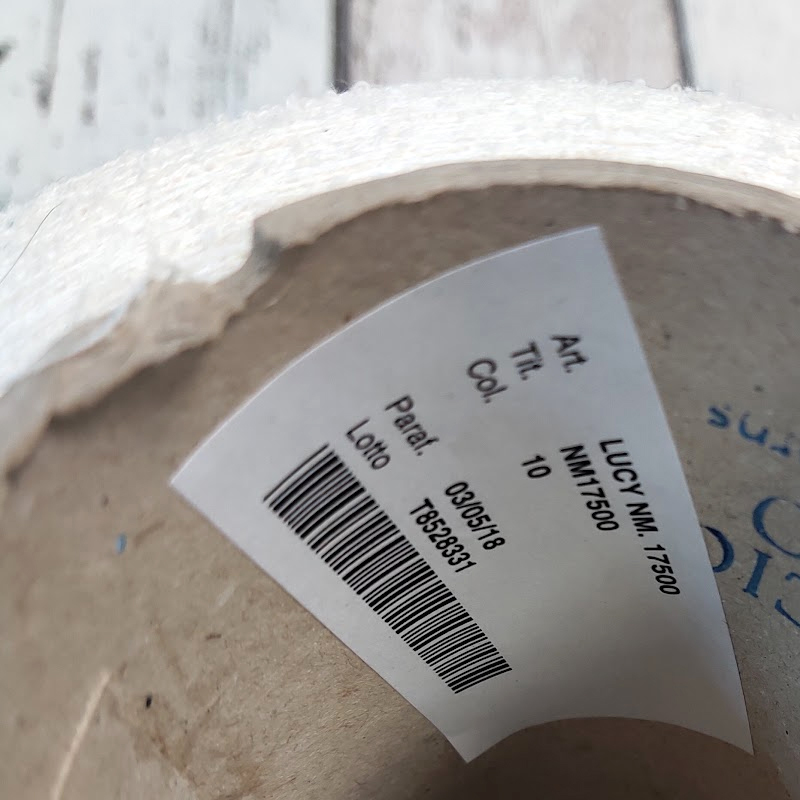 Art. LUCY NM. 17500
Tit. NM17500
Col. 10
Paraf. 03/05/18
Lotto T8528331